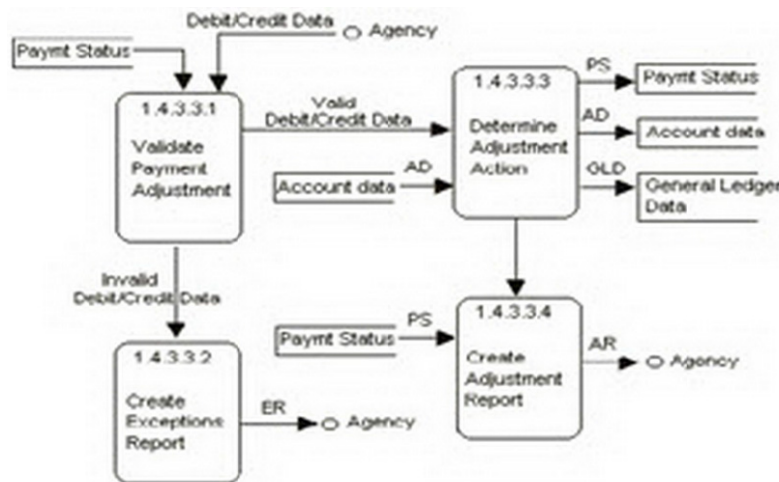 Debit/Credit Data
Agency
Paymt Status
1.4.3.3.1
Validate
Payment
Adjustment
Valid
Debit/Credit Data
1.4.3.3.3
Determine
Adjustment
Action
PS
Paymt Status
AD
Account data
GLD
General Ledger
Data
AD
Account data
Invalid
Debit/Credit Data
1.4.3.3.2
Create
Exceptions
Report
ER
Agency
PS
Paymt Status
1.4.3.3.4
Create
Adjustment
Report
AR
Agency